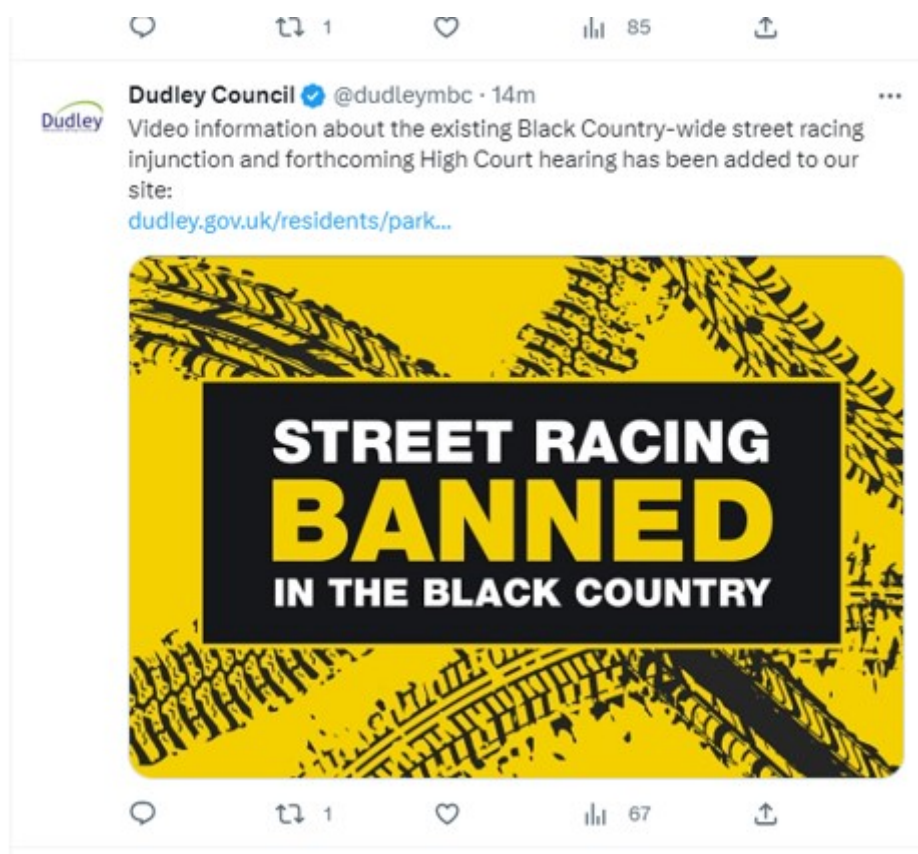 1 85
Dudley Council @dudleymbc · 14m
Dudley
Video information about the existing Black Country-wide street racing
injunction and forthcoming High Court hearing has been added to our
site:
dudley.gov.uk/residents/park...
STREET RACING
BANNED
IN THE BLACK COUNTRY
1 67